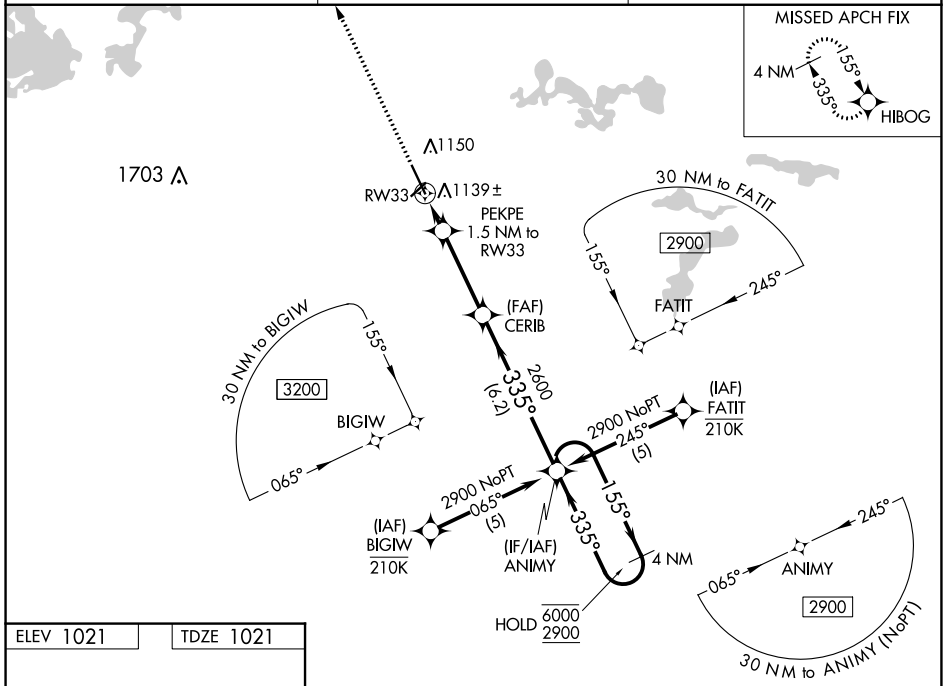 MISSED APCH FIX
4 NM
155°
335°
HIBOG
1150
1703
RW33
1139±
PEKPE
1.5 NM to
RW33
30 NM to FATIT
2900
155°
245°
FATIT
(FAF)
CERIB
30 NM to BIGIW
155°
3200
BIGIW
065°
2600
335°
(6.2)
(IAF)
FATIT
210K
2900 NoPT
245°
(5)
2900 NoPT
065°
(5)
(IAF)
BIGIW
210K
(IF/IAF)
ANIMY
335°
155°
4 NM
HOLD 6000
2900
245°
065°
ANIMY
2900
30 NM to ANIMY (NoPT)
ELEV 1021
TDZE 1021